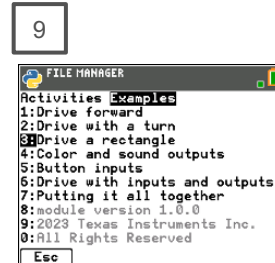 9
FILE MANAGER
Activities Examples
1:Drive forward
2:Drive with a turn
3:Drive a rectangle
4:Color and sound outputs
5:Button inputs
6:Drive with inputs and outputs
7:Putting it all together
8:module version 1.0.0
9:2023 Texas Instruments Inc.
0:All Rights Reserved
Esc